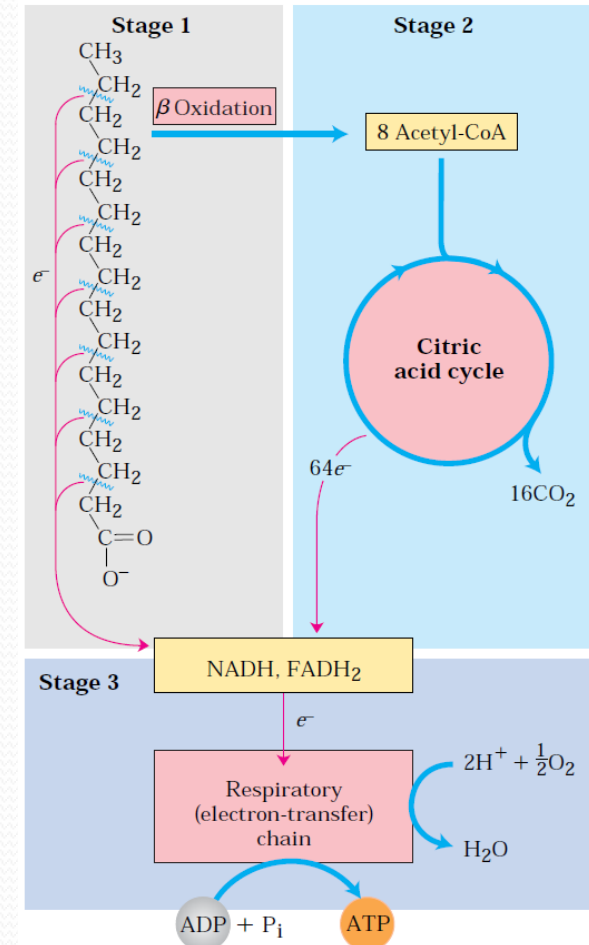 Stage 1
CH₃
CH₂
CH₂
CH₂
CH₂
CH₂
CH₂
CH₂
CH₂
CH₂
CH₂
CH₂
CH₂
CH₂
CH₂
C=O
O⁻
e⁻
β Oxidation
Stage 2
8 Acetyl-CoA
Citric
acid cycle
64e⁻
16CO₂
Stage 3
NADH, FADH₂
e⁻
Respiratory
(electron-transfer)
chain
2H⁺ + ½O₂
H₂O
ADP + Pᵢ
ATP